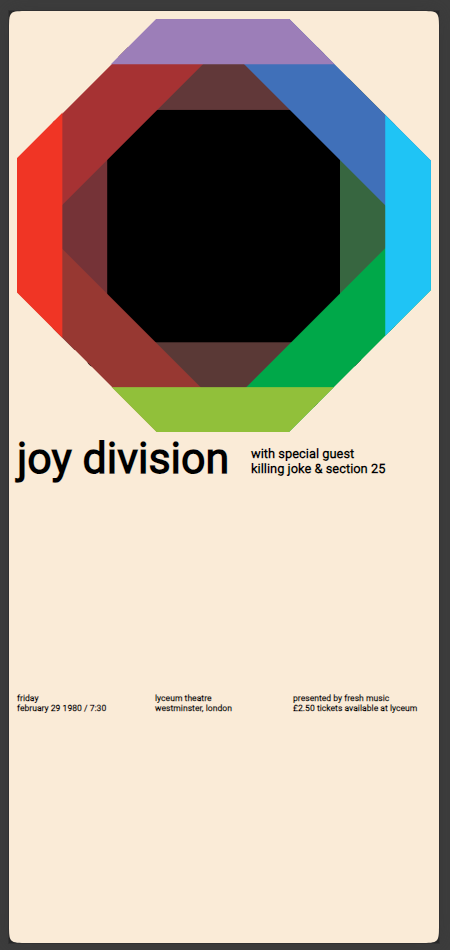 joy division
with special guest
killing joke & section 25
friday
february 29 1980 / 7:30
lyceum theatre
westminster, london
presented by fresh music
£2.50 tickets available at lyceum